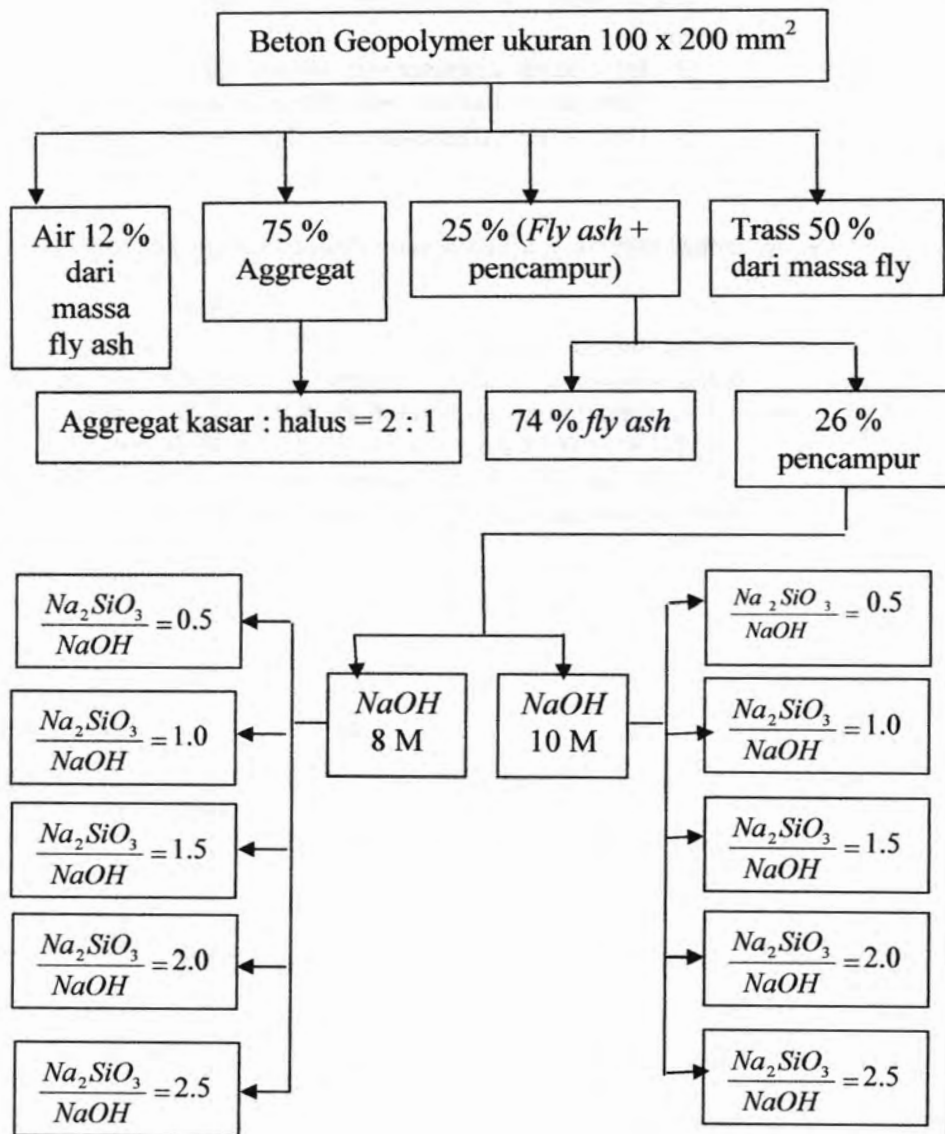 Beton Geopolymer ukuran 100 x 200 mm²
Air 12 %
dari
massa
fly ash
75 %
Aggregat
25 % (Fly ash +
pencampur)
Trass 50 %
dari massa fly
Aggregat kasar : halus = 2 : 1
74 % fly ash
26 %
pencampur
NaOH
8 M
NaOH
10 M
Na₂SiO₃
/ NaOH = 0.5
Na₂SiO₃
/ NaOH = 1.0
Na₂SiO₃
/ NaOH = 1.5
Na₂SiO₃
/ NaOH = 2.0
Na₂SiO₃
/ NaOH = 2.5
Na₂SiO₃
/ NaOH = 0.5
Na₂SiO₃
/ NaOH = 1.0
Na₂SiO₃
/ NaOH = 1.5
Na₂SiO₃
/ NaOH = 2.0
Na₂SiO₃
/ NaOH = 2.5